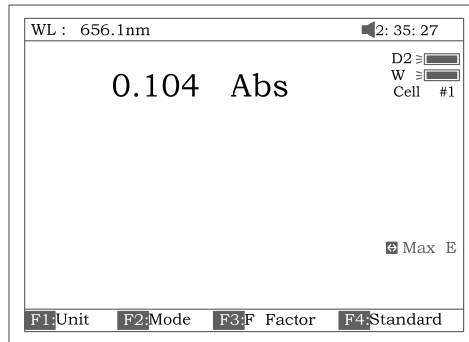 WL : 656.1nm 2: 35: 27
0.104 Abs
D2
W
Cell #1
Max E
F1:Unit F2:Mode F3:F Factor F4:Standard